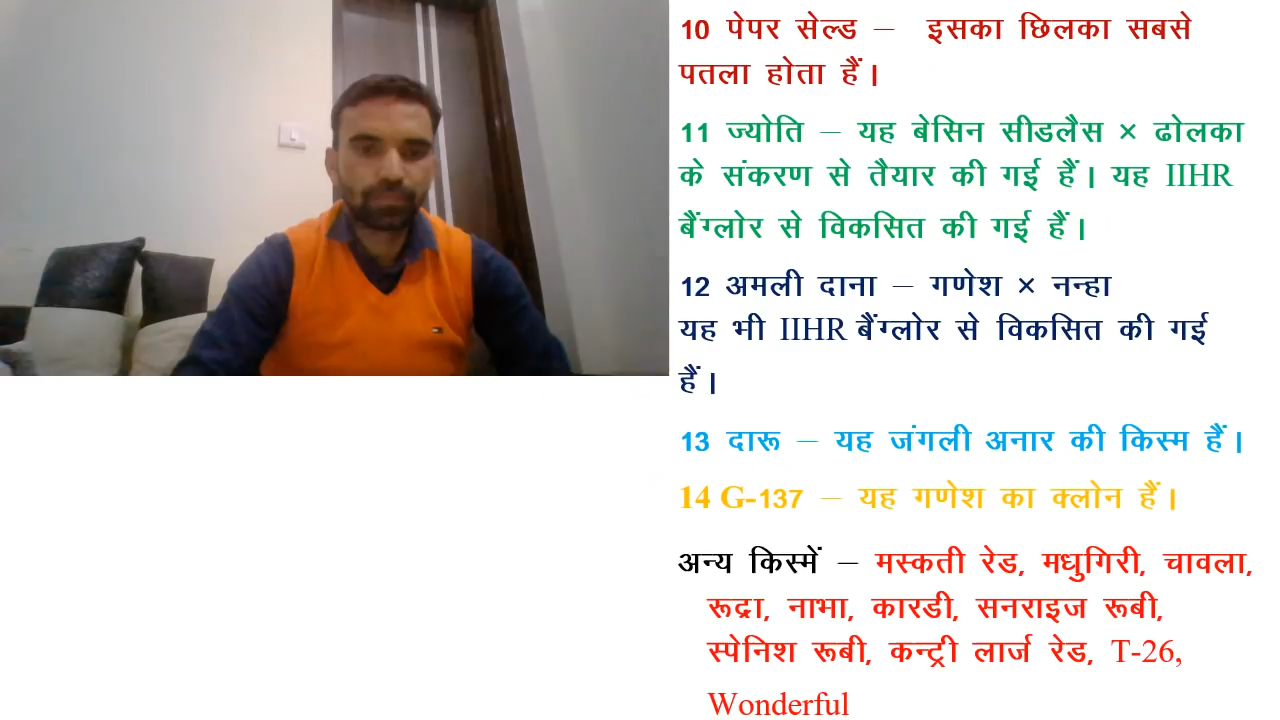 10 पेपर सेल्ड – इसका छिलका सबसे
पतला होता हैं।
11 ज्योति – यह बेसिन सीडलैस × ढोलका
के संकरण से तैयार की गई हैं। यह IIHR
बैंग्लोर से विकसित की गई हैं।
12 अमली दाना – गणेश × नन्हा
यह भी IIHR बैंग्लोर से विकसित की गई
हैं।
13 दारू – यह जंगली अनार की किस्म हैं।
14 G-137 – यह गणेश का क्लोन हैं।
अन्य किस्में – मस्कती रेड, मधुगिरी, चावला,
रूद्रा, नाभा, कारडी, सनराइज रूबी,
स्पेनिश रूबी, कन्ट्री लार्ज रेड, T-26,
Wonderful